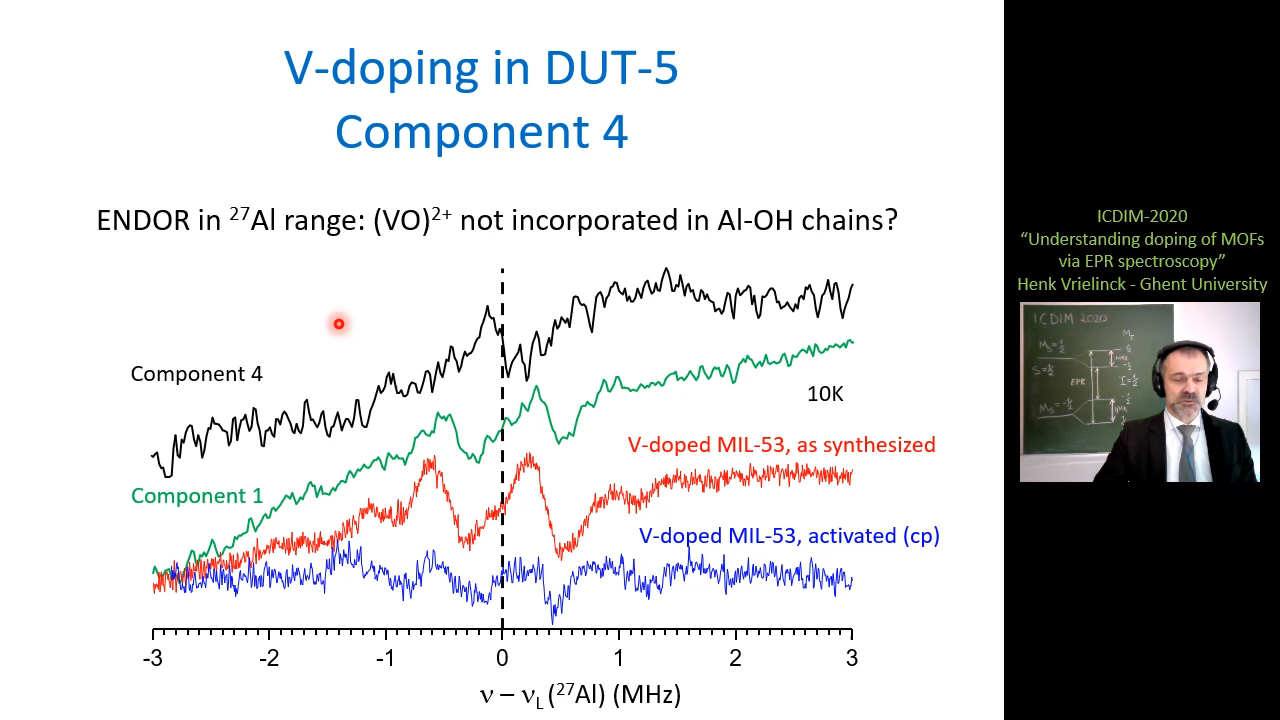 V-doping in DUT-5
Component 4
ENDOR in ²⁷Al range: (VO)²⁺ not incorporated in Al-OH chains?
Component 4
10K
V-doped MIL-53, as synthesized
Component 1
V-doped MIL-53, activated (cp)
-3 -2 -1 0 1 2 3
ν – νL (²⁷Al) (MHz)
ICDIM-2020
“Understanding doping of MOFs
via EPR spectroscopy”
Henk Vrielinck - Ghent University
ICDIM 2020
EPR